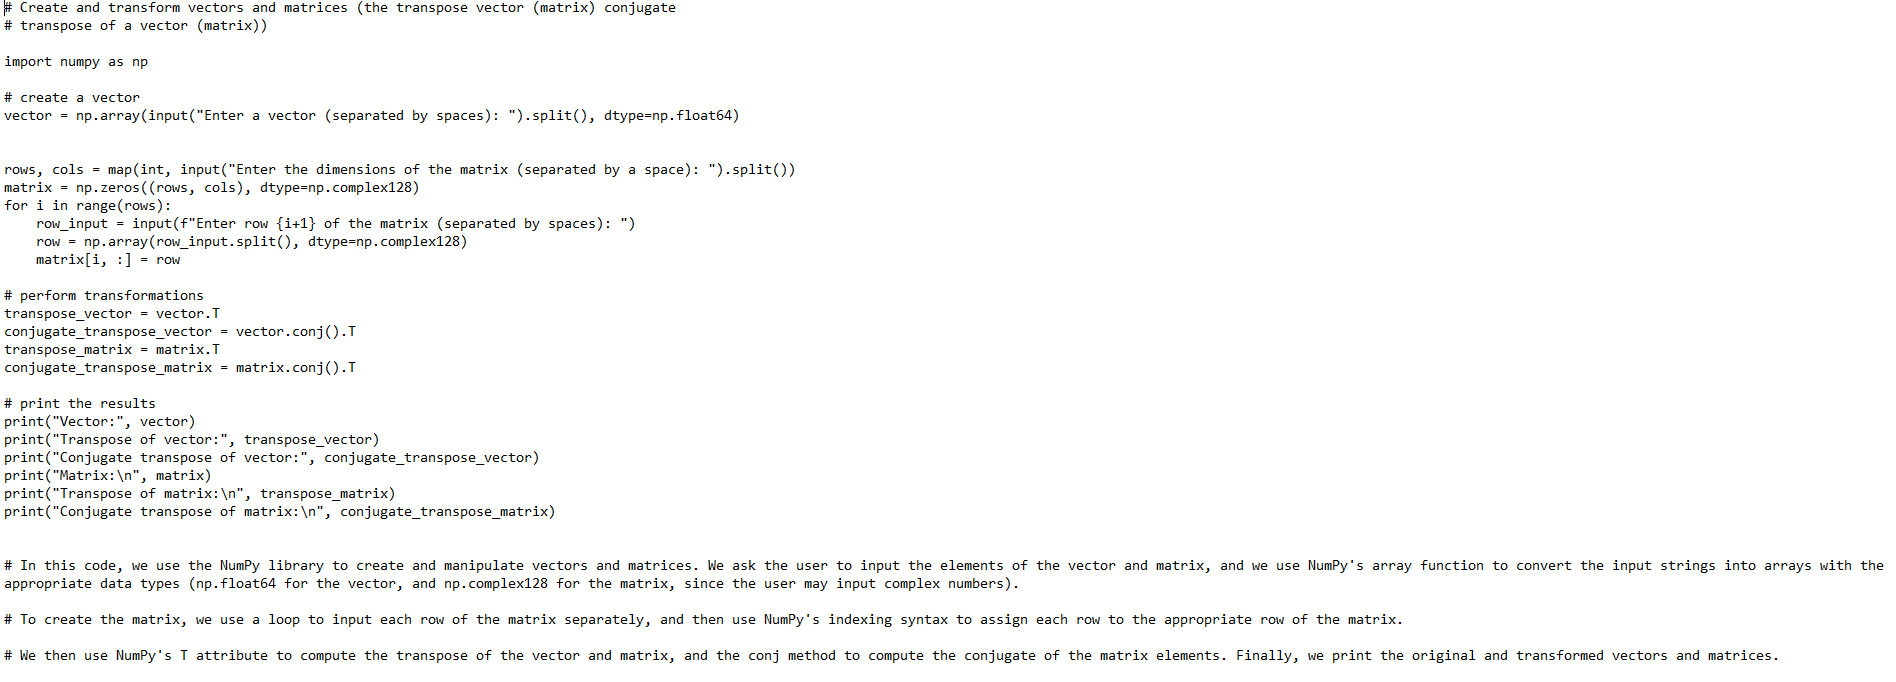 # Create and transform vectors and matrices (the transpose vector (matrix) conjugate
# transpose of a vector (matrix))
import numpy as np
# create a vector
vector = np.array(input("Enter a vector (separated by spaces): ").split(), dtype=np.float64)
rows, cols = map(int, input("Enter the dimensions of the matrix (separated by a space): ").split())
matrix = np.zeros((rows, cols), dtype=np.complex128)
for i in range(rows):
    row_input = input(f"Enter row {i+1} of the matrix (separated by spaces): ")
    row = np.array(row_input.split(), dtype=np.complex128)
    matrix[i, :] = row
# perform transformations
transpose_vector = vector.T
conjugate_transpose_vector = vector.conj().T
transpose_matrix = matrix.T
conjugate_transpose_matrix = matrix.conj().T
# print the results
print("Vector:", vector)
print("Transpose of vector:", transpose_vector)
print("Conjugate transpose of vector:", conjugate_transpose_vector)
print("Matrix:\n", matrix)
print("Transpose of matrix:\n", transpose_matrix)
print("Conjugate transpose of matrix:\n", conjugate_transpose_matrix)
# In this code, we use the NumPy library to create and manipulate vectors and matrices. We ask the user to input the elements of the vector and matrix, and we use NumPy's array function to convert the input strings into arrays with the
appropriate data types (np.float64 for the vector, and np.complex128 for the matrix, since the user may input complex numbers).
# To create the matrix, we use a loop to input each row of the matrix separately, and then use NumPy's indexing syntax to assign each row to the appropriate row of the matrix.
# We then use NumPy's T attribute to compute the transpose of the vector and matrix, and the conj method to compute the conjugate of the matrix elements. Finally, we print the original and transformed vectors and matrices.